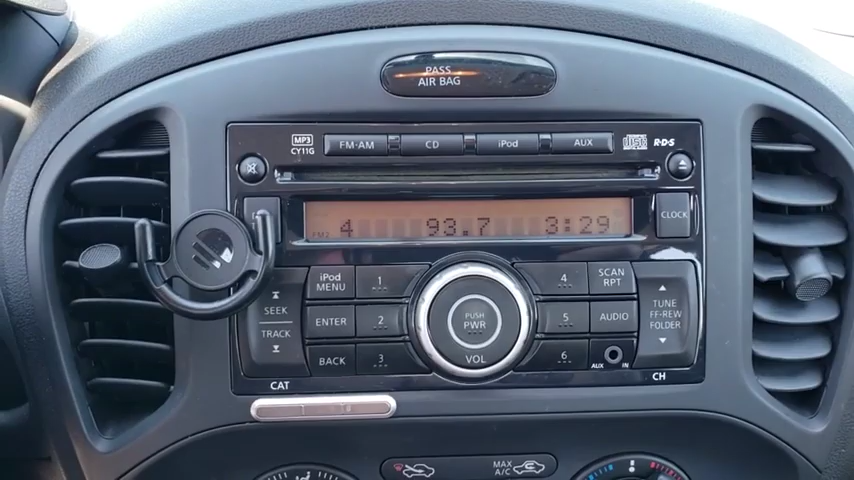 PASS
AIR BAG
MP3
CY11G
FM·AM
CD
iPod
AUX
COMPACT
disc
R·D·S
FM2
4
93.7
3:29
CLOCK
iPod
MENU
1
4
SCAN
RPT
SEEK
TRACK
ENTER
2
PUSH
PWR
VOL
5
AUDIO
TUNE
FF·REW
FOLDER
BACK
3
6
AUX IN
CAT
CH
MAX
A/C